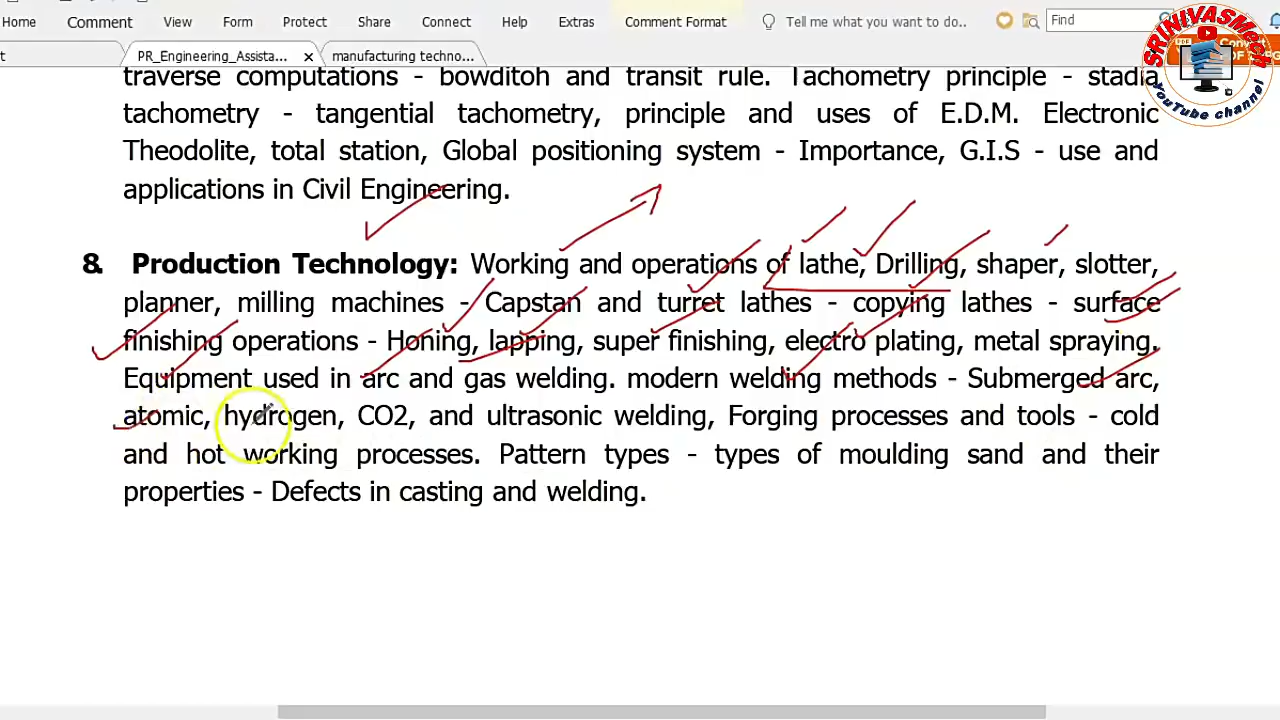 Home Comment View Form Protect Share Connect Help Extras Comment Format Tell me what you want to do.. Find
PR_Engineering_Assista... × manufacturing techno...
SRINIVASMech
YouTube channel
traverse computations - bowditoh and transit rule. Tachometry principle - stadia
tachometry - tangential tachometry, principle and uses of E.D.M. Electronic
Theodolite, total station, Global positioning system - Importance, G.I.S - use and
applications in Civil Engineering.
8. Production Technology: Working and operations of lathe, Drilling, shaper, slotter,
planner, milling machines - Capstan and turret lathes - copying lathes - surface
finishing operations - Honing, lapping, super finishing, electro plating, metal spraying.
Equipment used in arc and gas welding. modern welding methods - Submerged arc,
atomic, hydrogen, CO2, and ultrasonic welding, Forging processes and tools - cold
and hot working processes. Pattern types - types of moulding sand and their
properties - Defects in casting and welding.